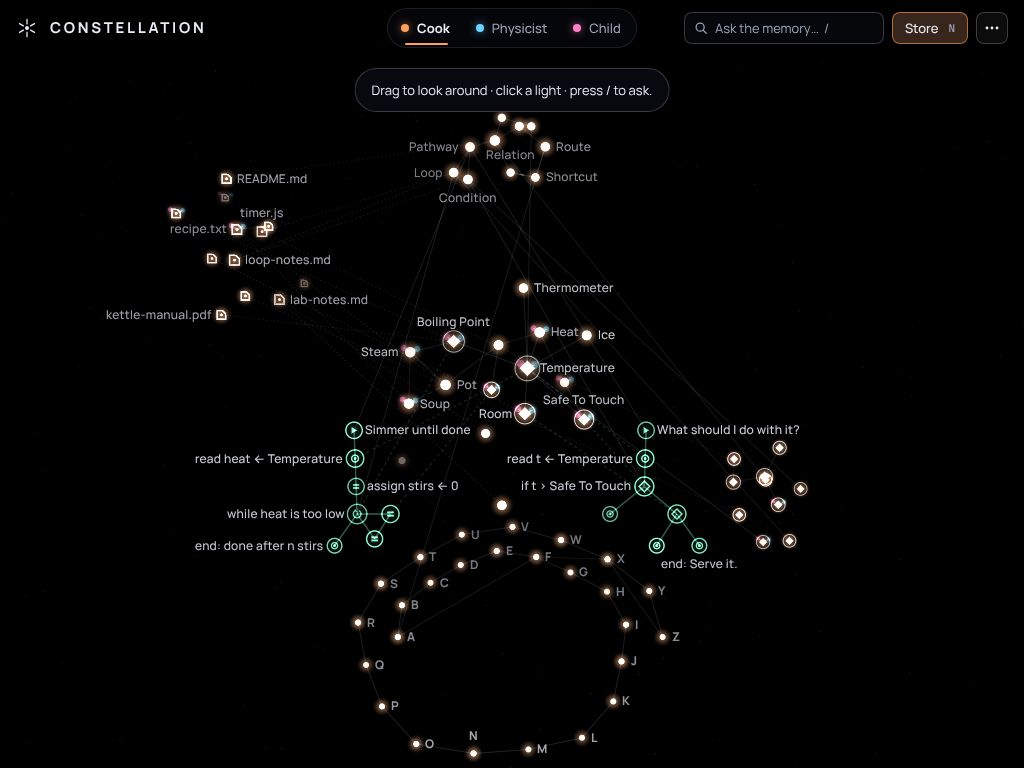 CONSTELLATION
Cook
Physicist
Child
Ask the memory… /
Store N
Drag to look around · click a light · press / to ask.
Pathway
Relation
Route
Loop
Shortcut
Condition
README.md
timer.js
recipe.txt
loop-notes.md
lab-notes.md
kettle-manual.pdf
Thermometer
Boiling Point
Heat
Ice
Steam
Temperature
Pot
Safe To Touch
Soup
Room
Simmer until done
What should I do with it?
read heat ← Temperature
read t ← Temperature
assign stirs ← 0
if t > Safe To Touch
while heat is too low
end: done after n stirs
end: Serve it.
V
U
W
T
E
F
X
D
G
S
C
H
Y
B
R
A
I
Z
Q
J
P
K
N
O
M
L